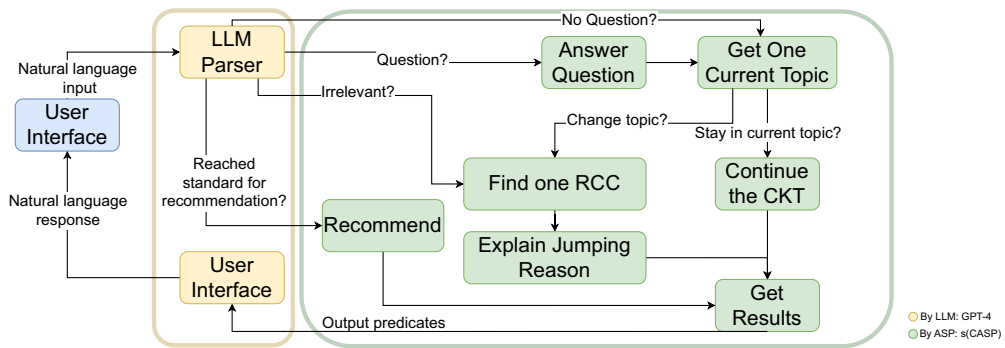 No Question?
LLM
Parser
Question?
Answer
Question
Get One
Current Topic
Natural language
input
Irrelevant?
User
Interface
Change topic?
Stay in current topic?
Reached
standard for
recommendation?
Find one RCC
Continue
the CKT
Natural language
response
Recommend
Explain Jumping
Reason
User
Interface
Get
Results
Output predicates
By LLM: GPT-4
By ASP: s(CASP)